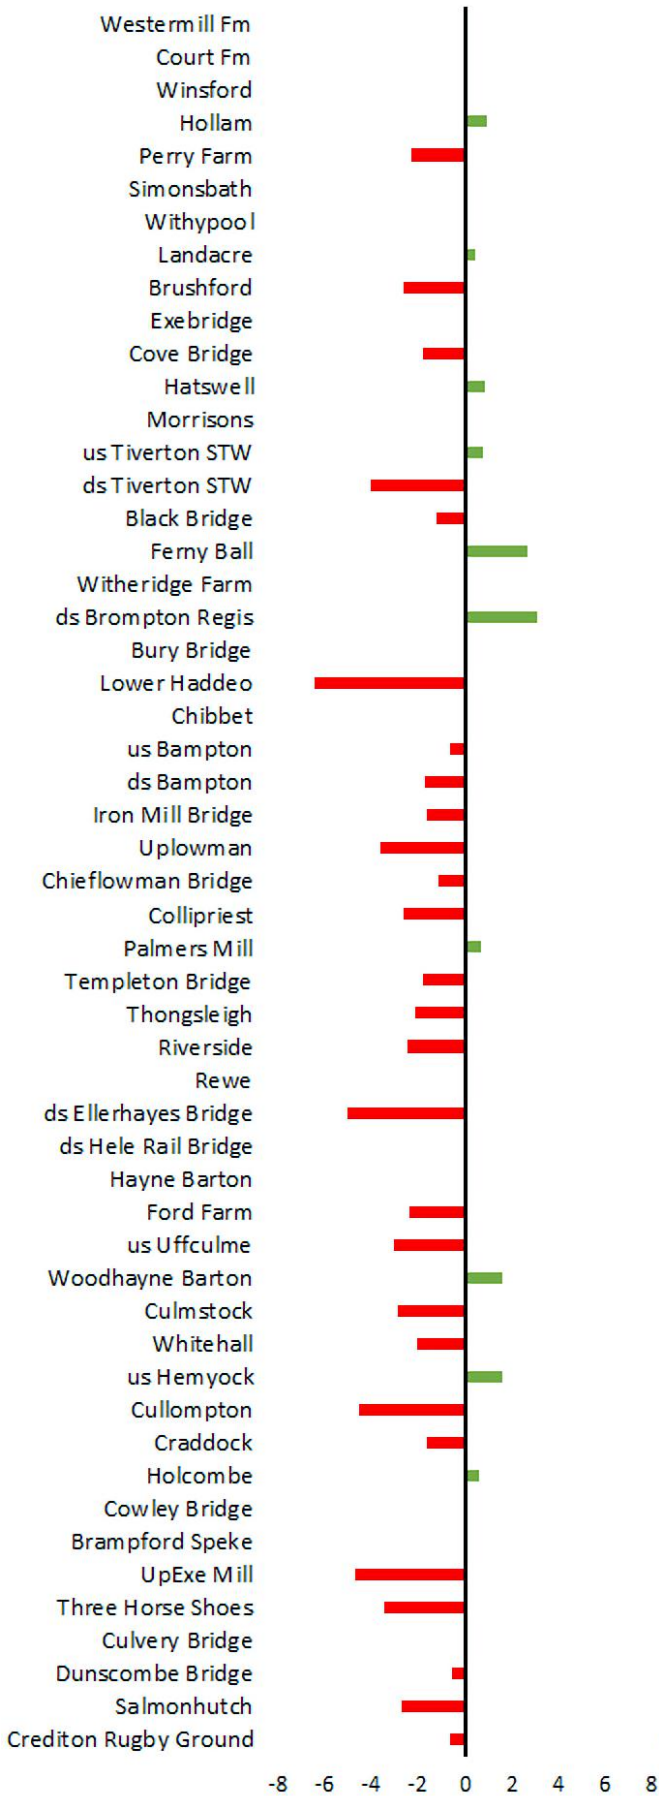 Westermill Fm
Court Fm
Winsford
Hollam
Perry Farm
Simonsbath
Withypool
Landacre
Brushford
Exebridge
Cove Bridge
Hatswell
Morrisons
us Tiverton STW
ds Tiverton STW
Black Bridge
Ferny Ball
Witheridge Farm
ds Brompton Regis
Bury Bridge
Lower Haddeo
Chibbet
us Bampton
ds Bampton
Iron Mill Bridge
Uplowman
Chieflowman Bridge
Collipriest
Palmers Mill
Templeton Bridge
Thongsleigh
Riverside
Rewe
ds Ellerhayes Bridge
ds Hele Rail Bridge
Hayne Barton
Ford Farm
us Uffculme
Woodhayne Barton
Culmstock
Whitehall
us Hemyock
Cullompton
Craddock
Holcombe
Cowley Bridge
Brampford Speke
UpExe Mill
Three Horse Shoes
Culvery Bridge
Dunscombe Bridge
Salmonhutch
Crediton Rugby Ground
-8 -6 -4 -2 0 2 4 6 8